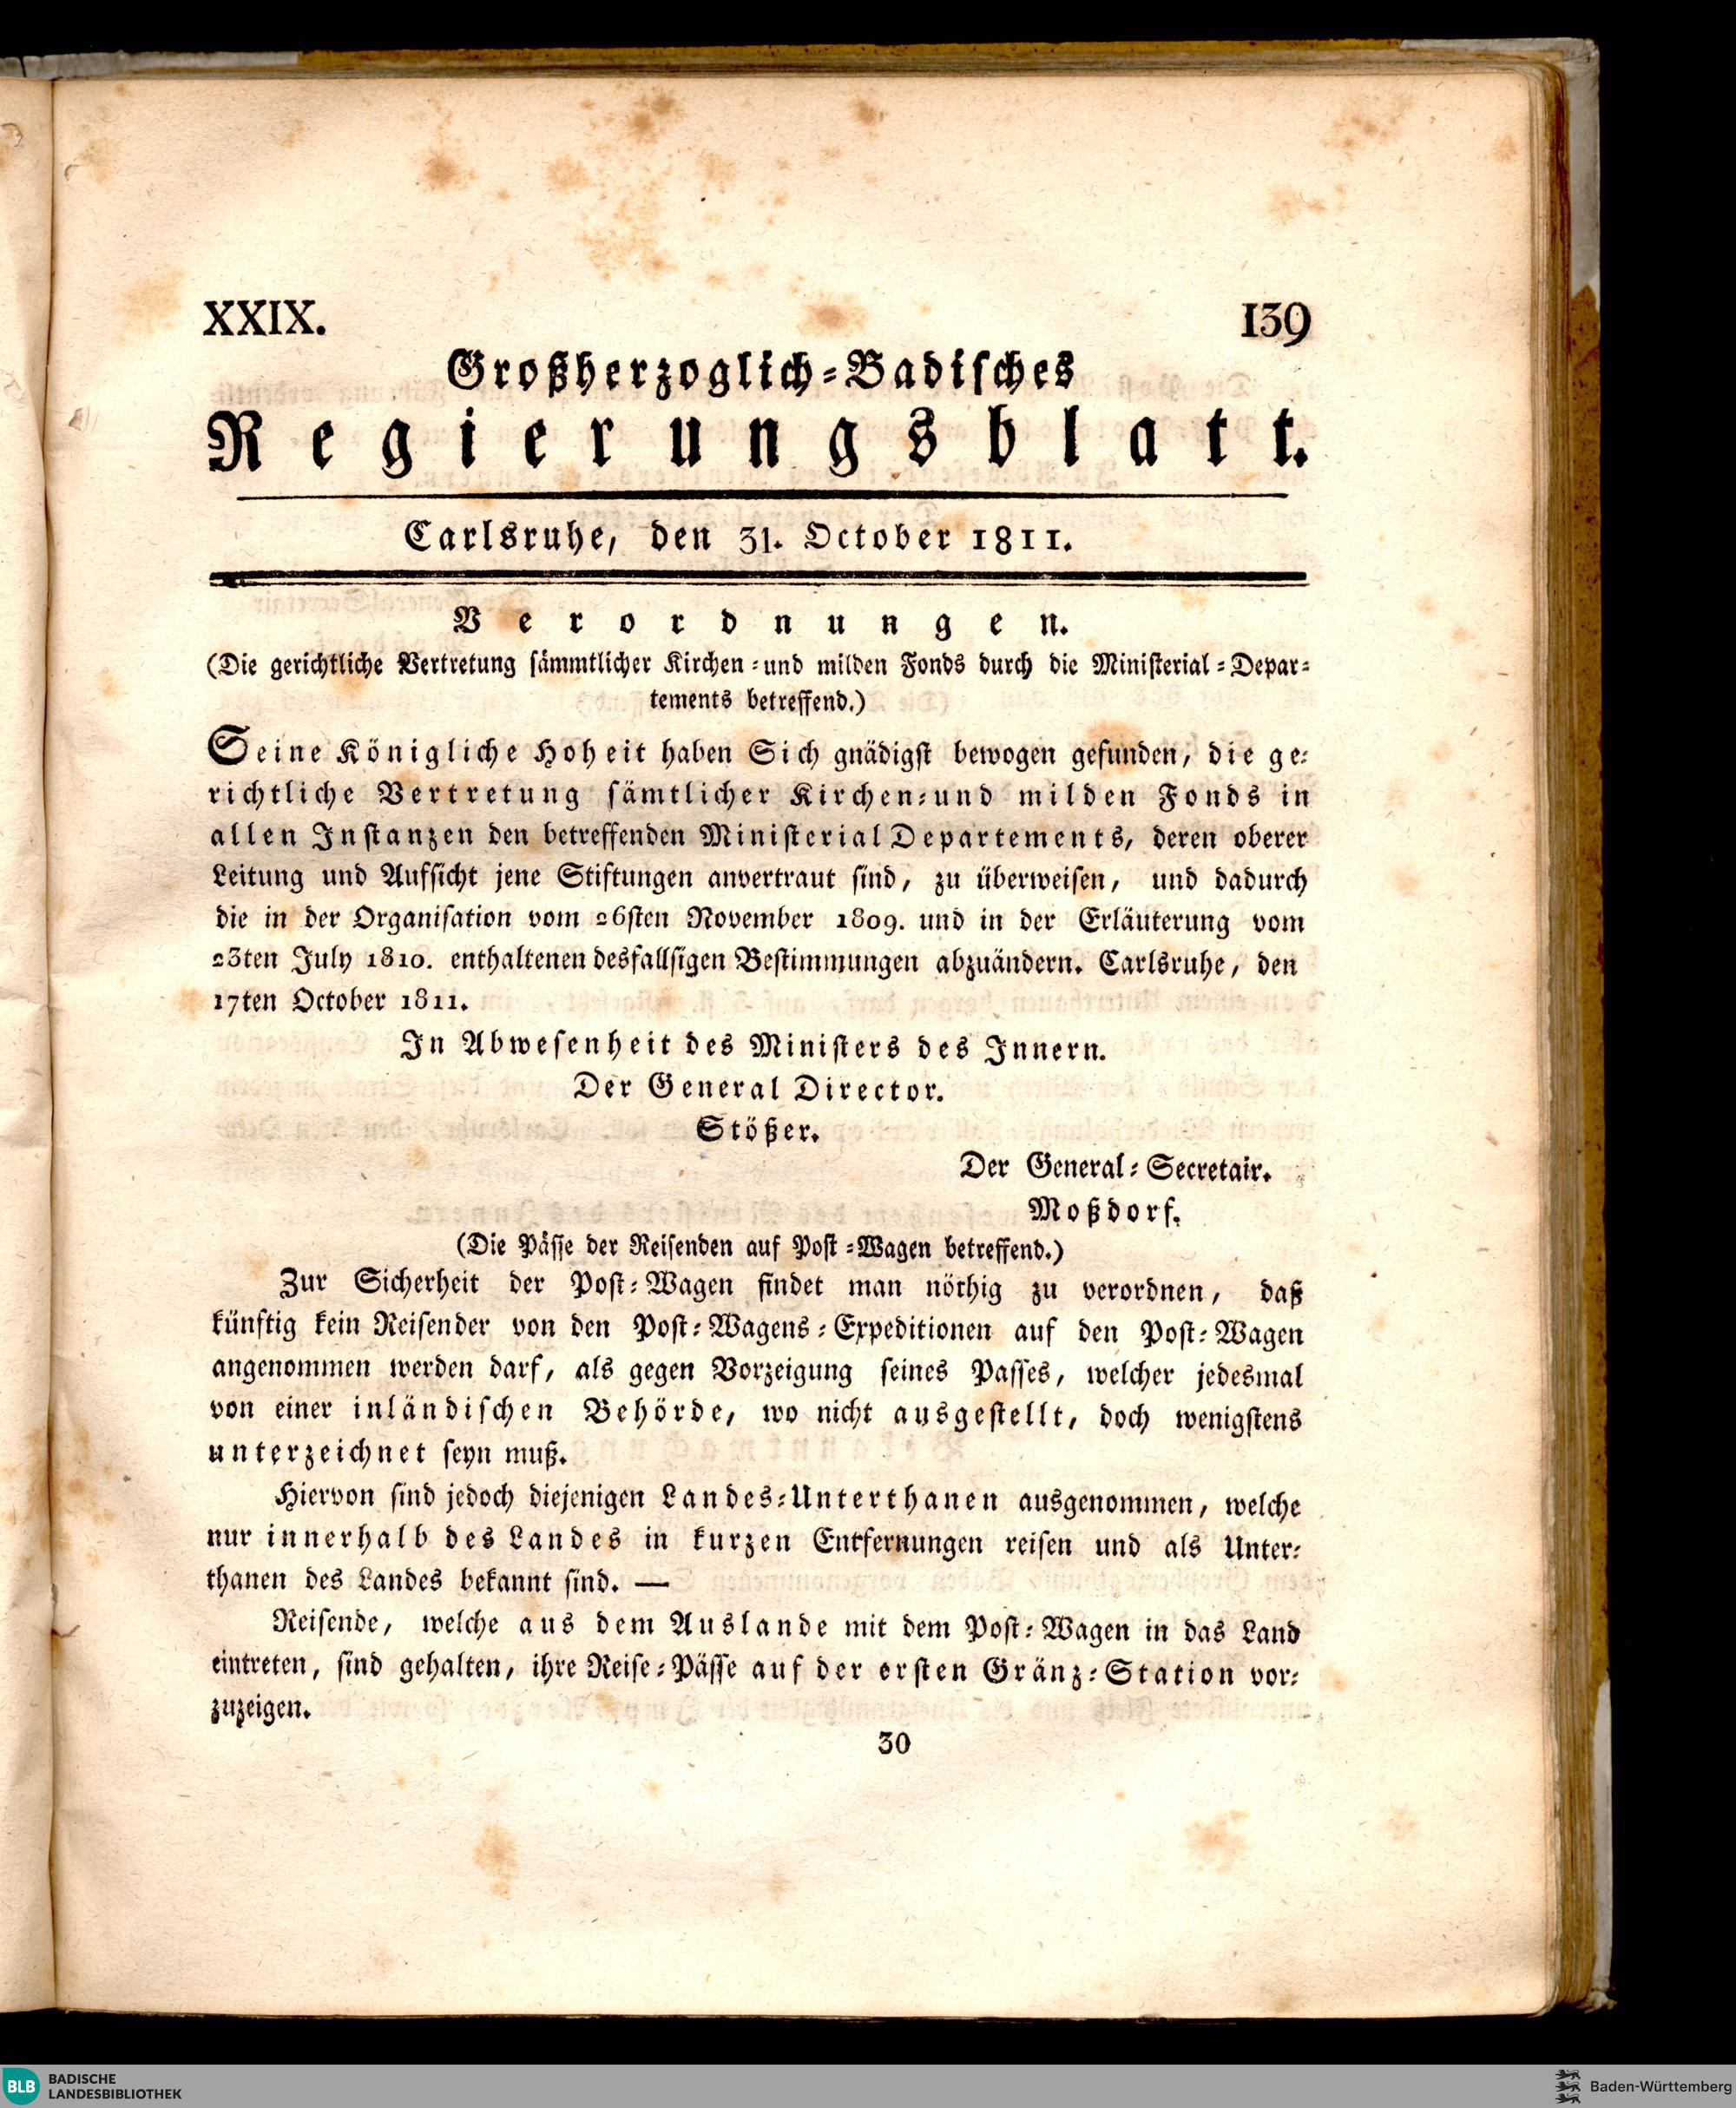 XXIX.
139
Großherzoglich-Badisches
Regierungsblatt.
Carlsruhe, den 31. October 1811.
Verordnungen.
(Die gerichtliche Vertretung sämmtlicher Kirchen-und milden Fonds durch die Ministerial-Depar-
tements betreffend.)
Seine Königliche Hoheit haben Sich gnädigst bewogen gefunden, die ge-
richtliche Vertretung sämtlicher Kirchen-und milden Fonds in
allen Instanzen den betreffenden Ministerial Departements, deren oberer
Leitung und Aufsicht jene Stiftungen anvertraut sind, zu überweisen, und dadurch
die in der Organisation vom 26sten November 1809. und in der Erläuterung vom
23ten July 1810. enthaltenen desfallsigen Bestimmungen abzuändern. Carlsruhe, den
17ten October 1811.
In Abwesenheit des Ministers des Innern.
Der General Director.
Stößer.
Der General-Secretair.
Moßdorf.
(Die Pässe der Reisenden auf Post-Wagen betreffend.)
Zur Sicherheit der Post-Wagen findet man nöthig zu verordnen, daß
künftig kein Reisender von den Post-Wagens-Expeditionen auf den Post-Wagen
angenommen werden darf, als gegen Vorzeigung seines Passes, welcher jedesmal
von einer inländischen Behörde, wo nicht ausgestellt, doch wenigstens
unterzeichnet seyn muß.
Hiervon sind jedoch diejenigen Landes-Unterthanen ausgenommen, welche
nur innerhalb des Landes in kurzen Entfernungen reisen und als Unter-
thanen des Landes bekannt sind. —
Reisende, welche aus dem Auslande mit dem Post-Wagen in das Land
eintreten, sind gehalten, ihre Reise-Pässe auf der ersten Gränz-Station vor-
zuzeigen.
30
BLB BADISCHE
LANDESBIBLIOTHEK
Baden-Württemberg